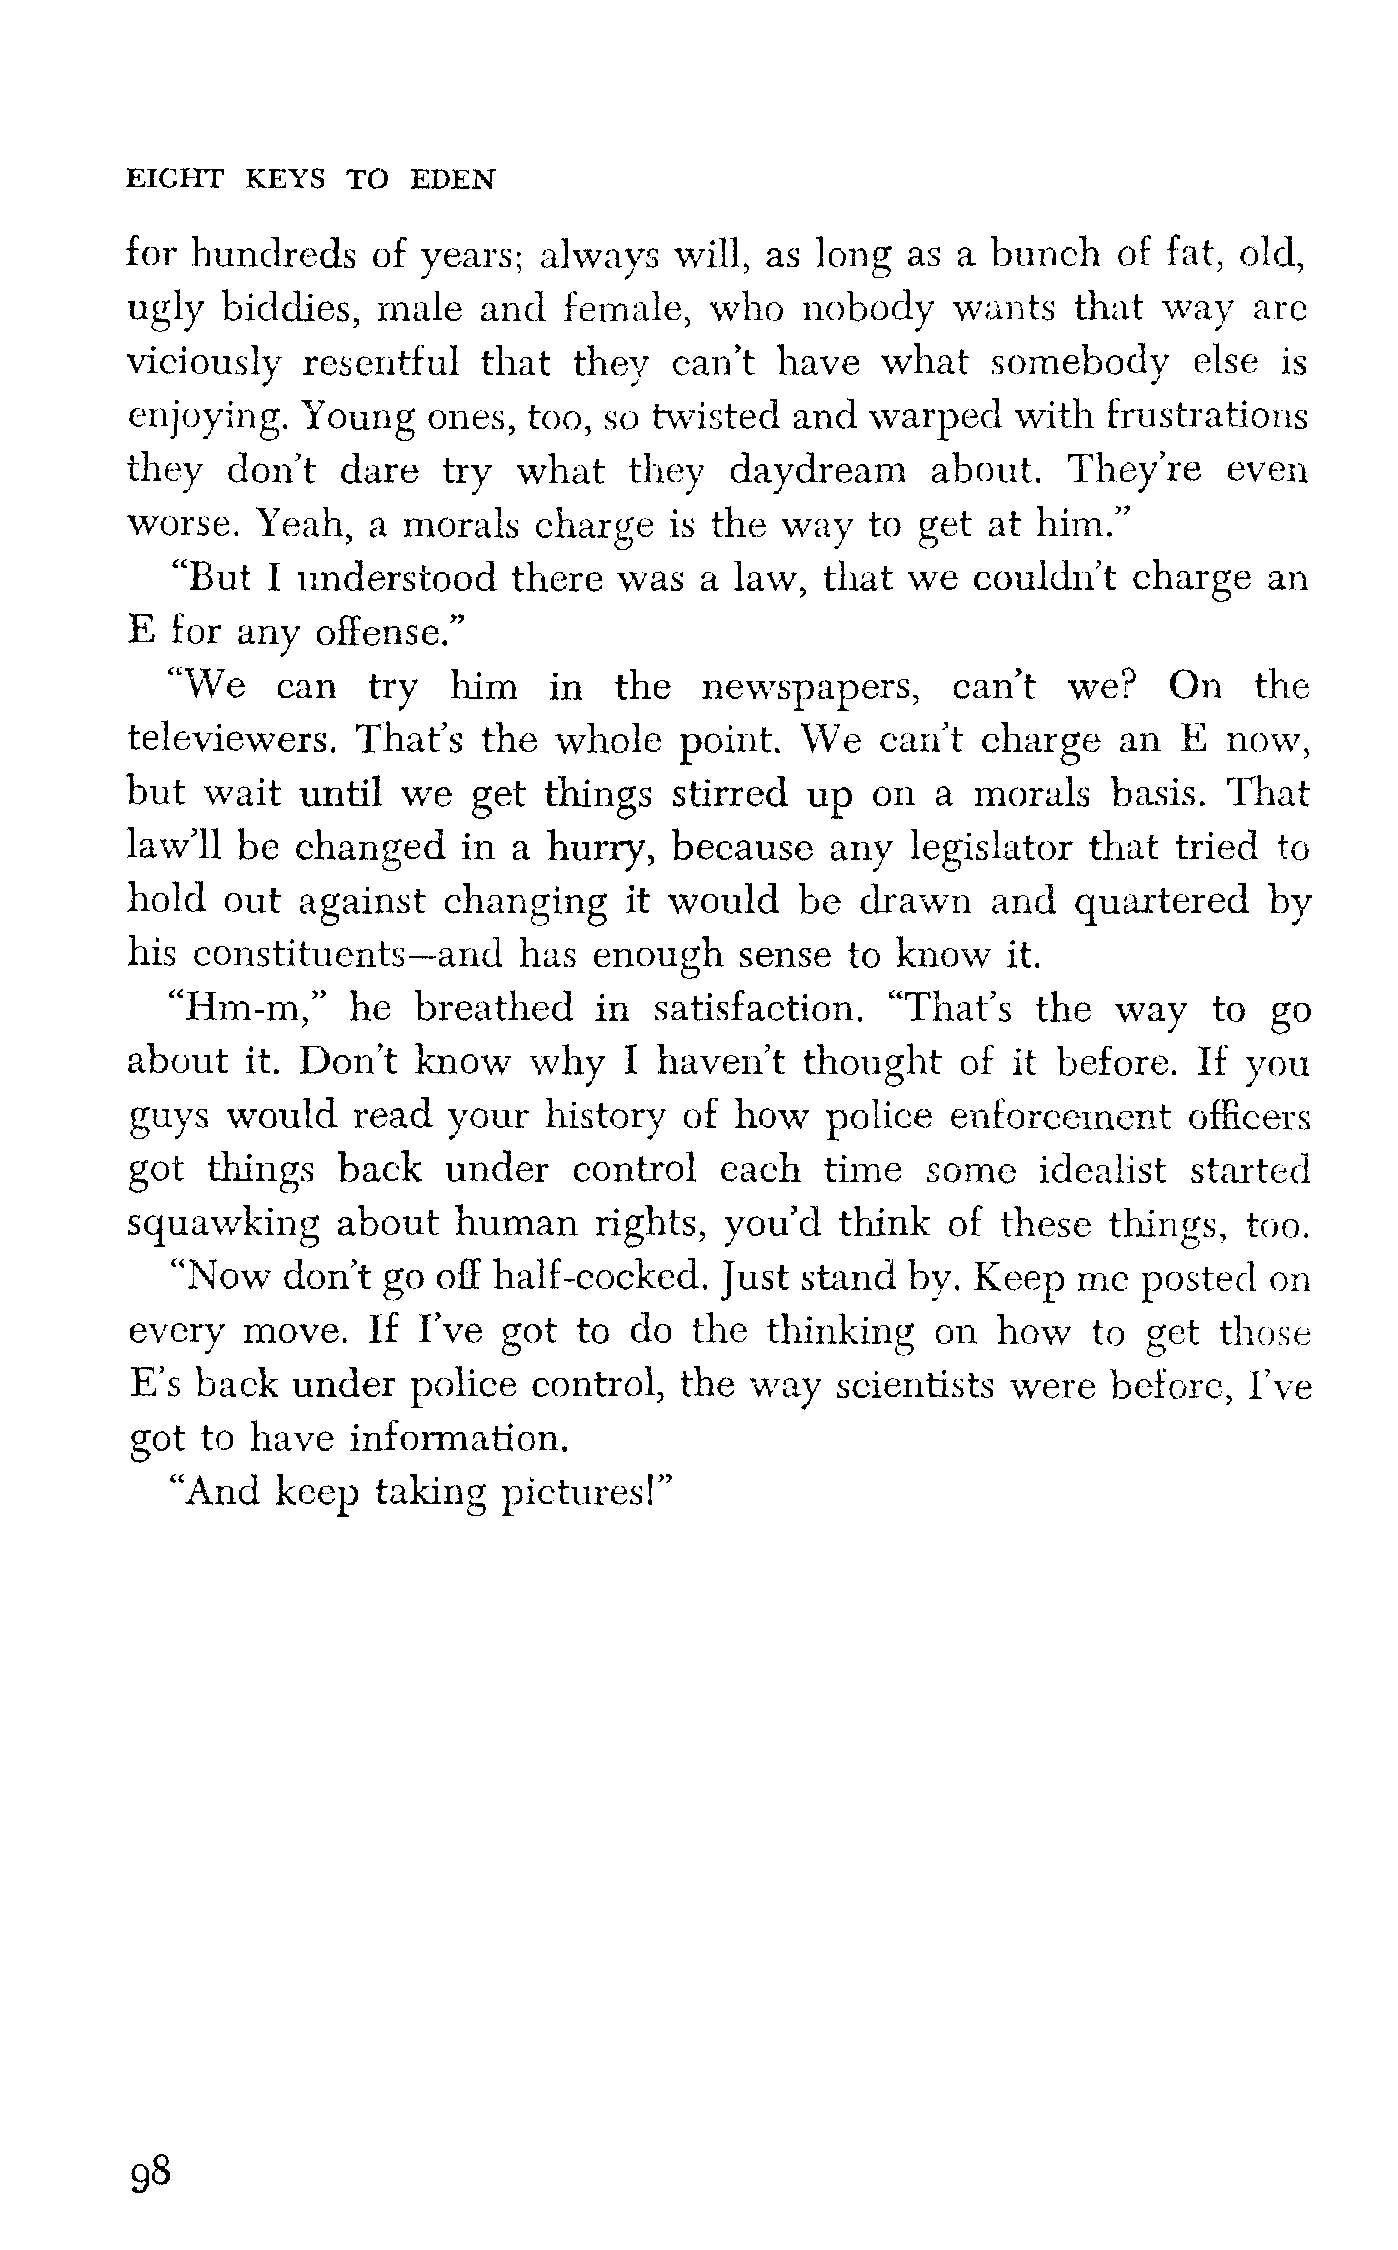 EIGHT KEYS TO EDEN
for hundreds of years; always will, as long as a bunch of fat, old,
ugly biddies, male and female, who nobody wants that way are
viciously resentful that they can't have what somebody else is
enjoying. Young ones, too, so twisted and warped with frustrations
they don't dare try what they daydream about. They're even
worse. Yeah, a morals charge is the way to get at him.”
“But I understood there was a law, that we couldn't charge an
E for any offense.”
“We can try him in the newspapers, can't we? On the
televiewers. That's the whole point. We can't charge an E now,
but wait until we get things stirred up on a morals basis. That
law'll be changed in a hurry, because any legislator that tried to
hold out against changing it would be drawn and quartered by
his constituents—and has enough sense to know it.
“Hm-m,” he breathed in satisfaction. “That's the way to go
about it. Don't know why I haven't thought of it before. If you
guys would read your history of how police enforcement officers
got things back under control each time some idealist started
squawking about human rights, you'd think of these things, too.
“Now don't go off half-cocked. Just stand by. Keep me posted on
every move. If I've got to do the thinking on how to get those
E's back under police control, the way scientists were before, I've
got to have information.
“And keep taking pictures!”
98